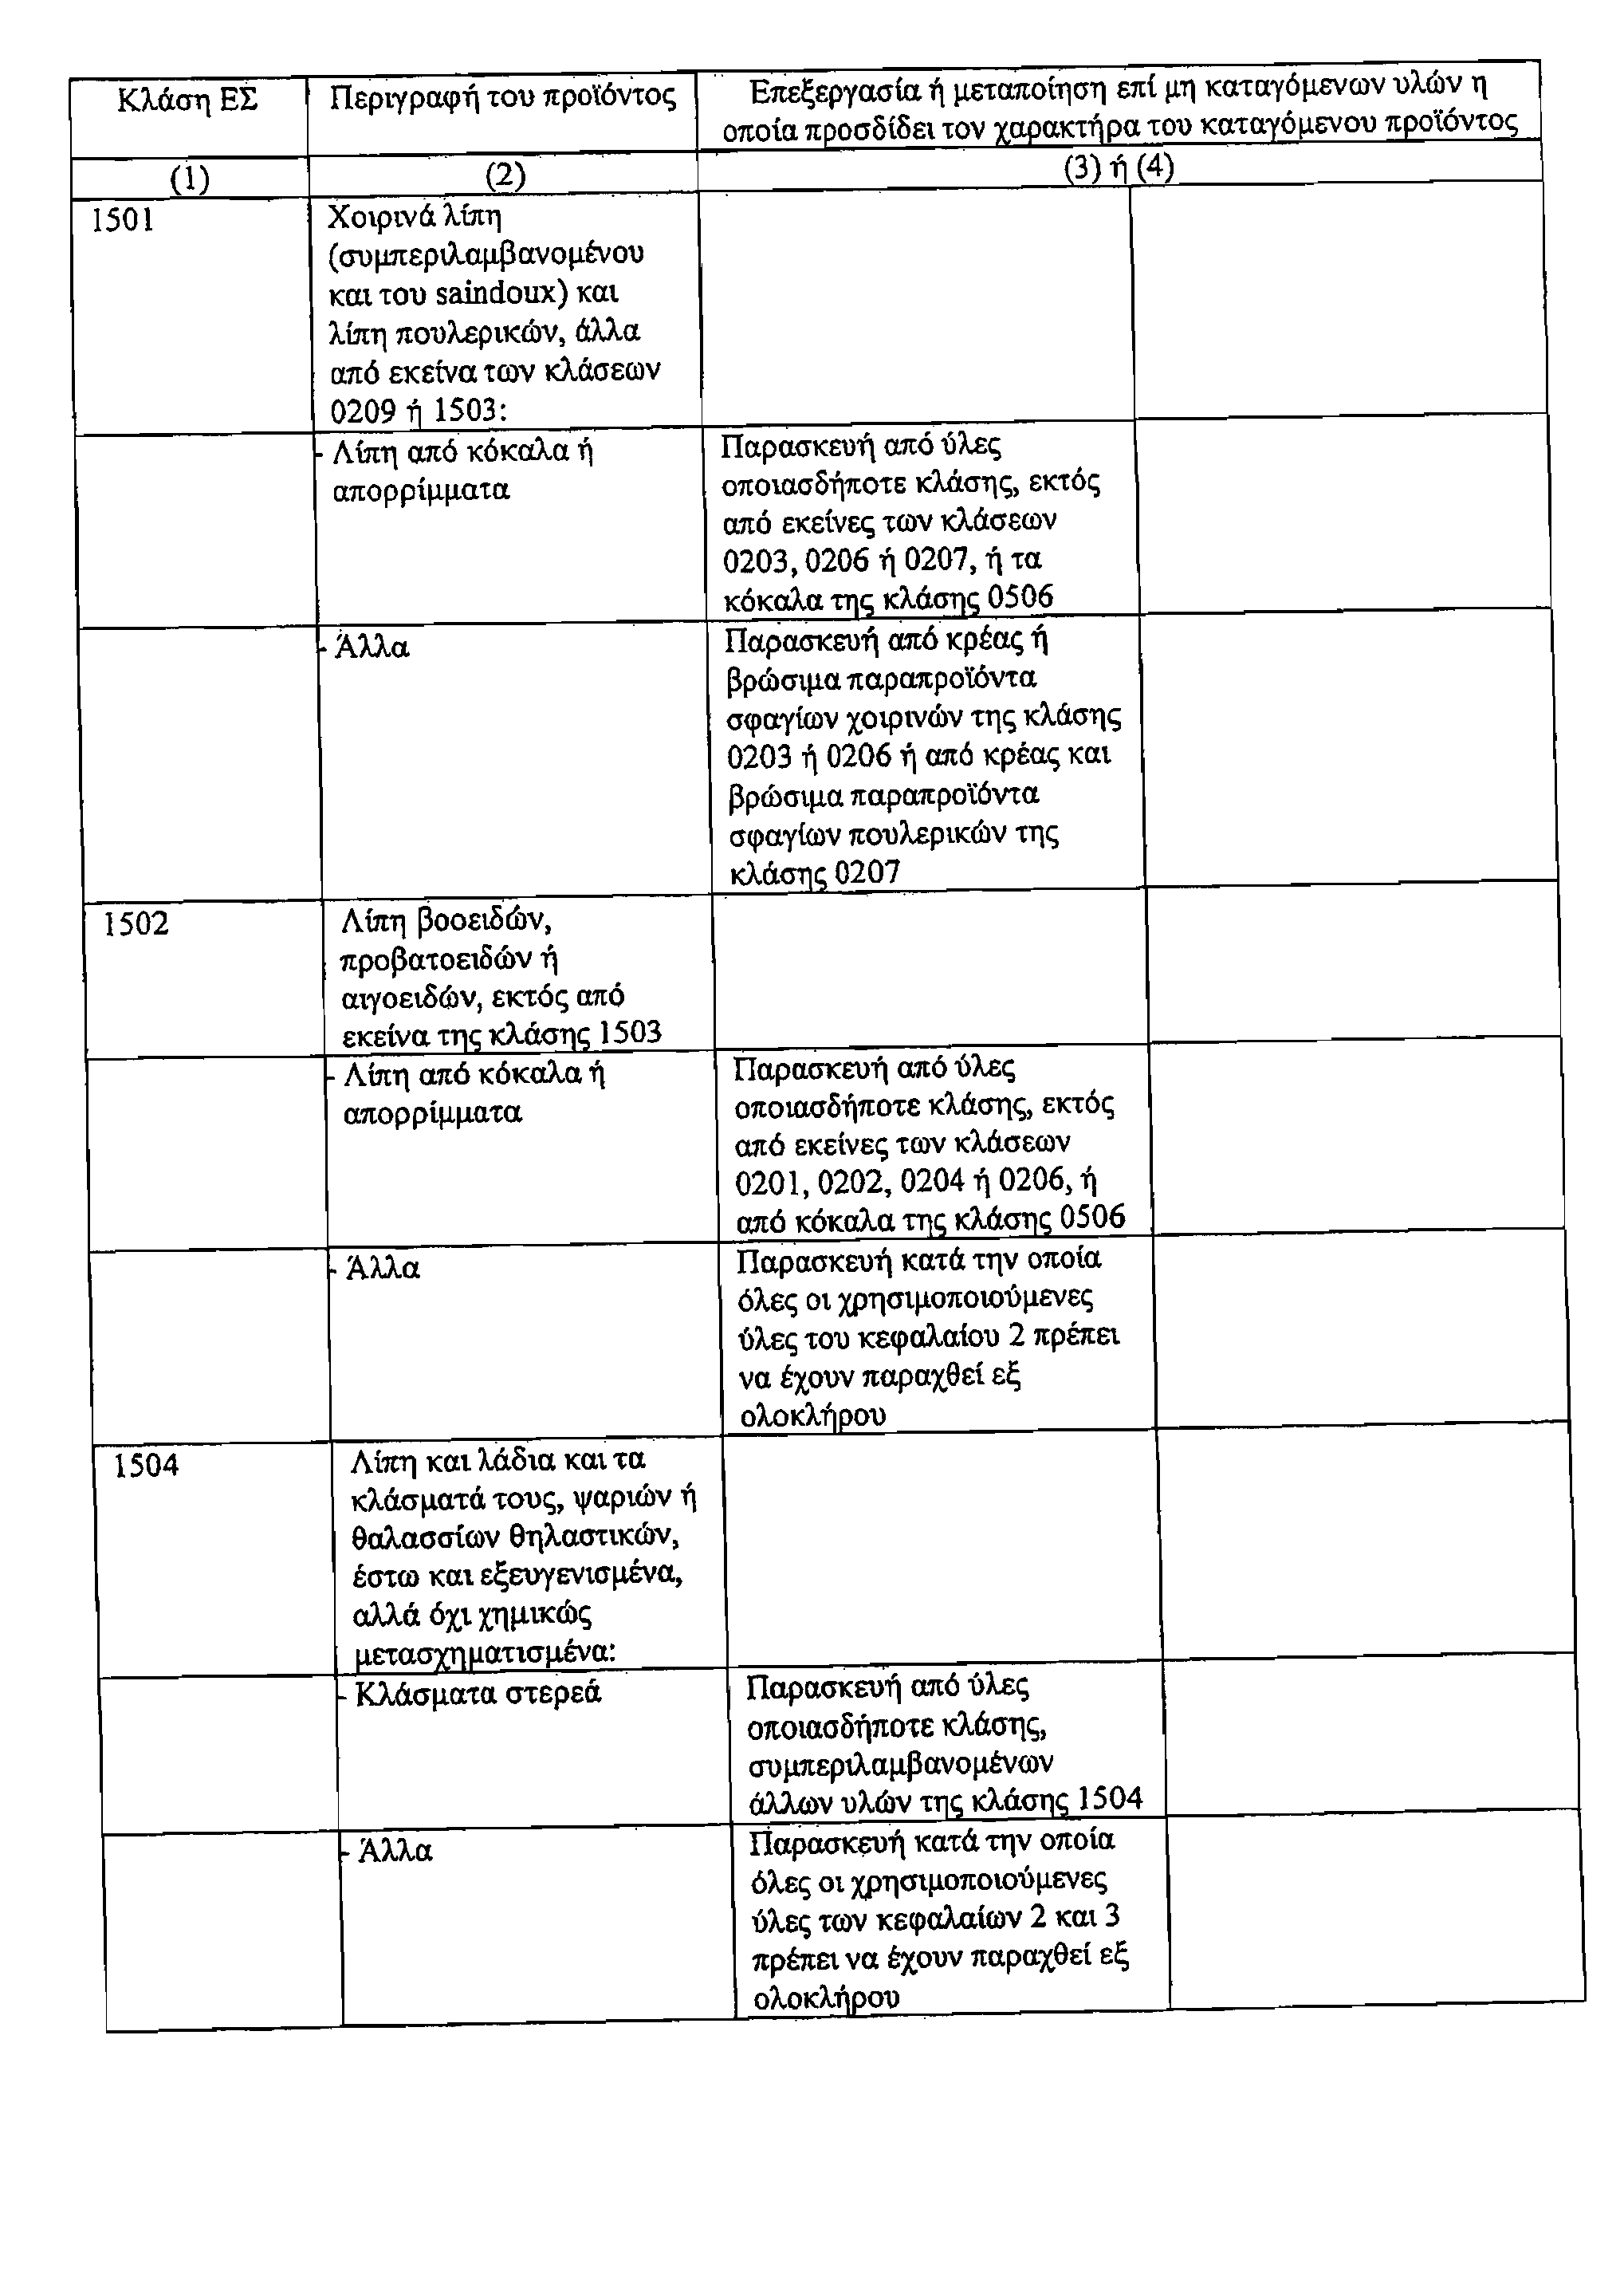 Κλάση ΕΣ
Περιγραφή του προϊόντος
Επεξεργασία ή μεταποίηση επί μη καταγόμενων υλών η
οποία προσδίδει τον χαρακτήρα του καταγόμενου προϊόντος
(1)
(2)
(3) ή (4)
1501
Χοιρινά λίπη
(συμπεριλαμβανομένου
και του saindoux) και
λίπη πουλερικών, άλλα
από εκείνα των κλάσεων
0209 ή 1503:
- Λίπη από κόκαλα ή
απορρίμματα
Παρασκευή από ύλες
οποιασδήποτε κλάσης, εκτός
από εκείνες των κλάσεων
0203, 0206 ή 0207, ή τα
κόκαλα της κλάσης 0506
- Άλλα
Παρασκευή από κρέας ή
βρώσιμα παραπροϊόντα
σφαγίων χοιρινών της κλάσης
0203 ή 0206 ή από κρέας και
βρώσιμα παραπροϊόντα
σφαγίων πουλερικών της
κλάσης 0207
1502
Λίπη βοοειδών,
προβατοειδών ή
αιγοειδών, εκτός από
εκείνα της κλάσης 1503
- Λίπη από κόκαλα ή
απορρίμματα
Παρασκευή από ύλες
οποιασδήποτε κλάσης, εκτός
από εκείνες των κλάσεων
0201, 0202, 0204 ή 0206, ή
από κόκαλα της κλάσης 0506
- Άλλα
Παρασκευή κατά την οποία
όλες οι χρησιμοποιούμενες
ύλες του κεφαλαίου 2 πρέπει
να έχουν παραχθεί εξ
ολοκλήρου
1504
Λίπη και λάδια και τα
κλάσματά τους, ψαριών ή
θαλασσίων θηλαστικών,
έστω και εξευγενισμένα,
αλλά όχι χημικώς
μετασχηματισμένα:
- Κλάσματα στερεά
Παρασκευή από ύλες
οποιασδήποτε κλάσης,
συμπεριλαμβανομένων
άλλων υλών της κλάσης 1504
- Άλλα
Παρασκευή κατά την οποία
όλες οι χρησιμοποιούμενες
ύλες των κεφαλαίων 2 και 3
πρέπει να έχουν παραχθεί εξ
ολοκλήρου